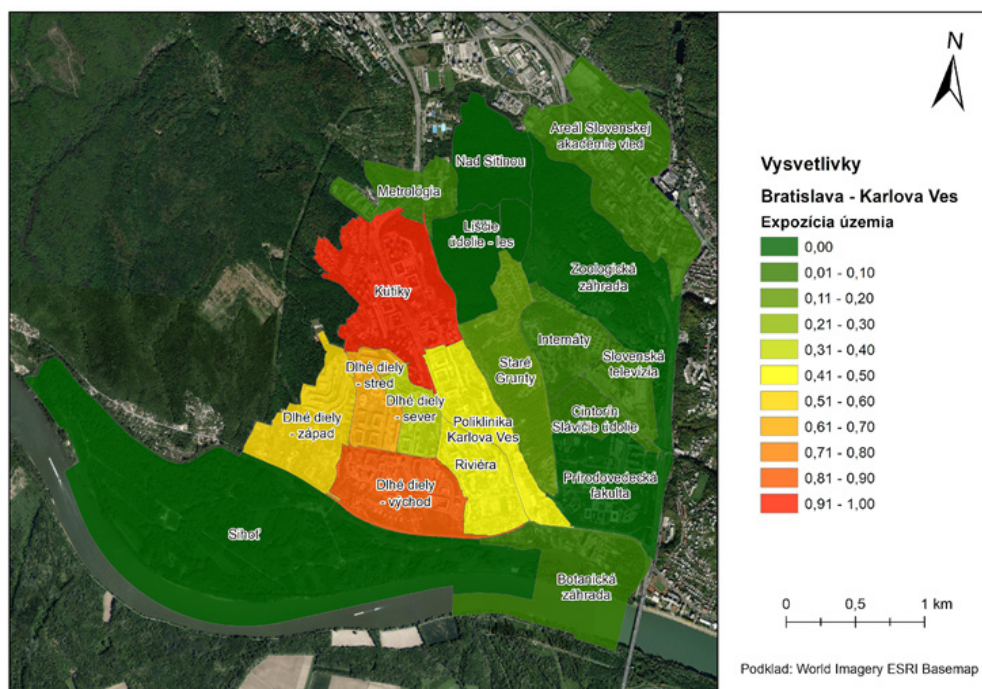 Areál Slovenskej
akadémie vied
Nad Sitinou
Metrológia
Líščie
údolie - les
Zoologická
záhrada
Kútiky
Internáty
Slovenská
televízia
Staré
Grunty
Dlhé diely
- stred
Dlhé diely
- sever
Dlhé diely
- západ
Cintorín
Slávičie údolie
Poliklinika
Karlova Ves
Riviéra
Prírodovedecká
fakulta
Dlhé diely
- východ
Sihoť
Botanická
záhrada
N
Vysvetlivky
Bratislava - Karlova Ves
Expozícia územia
0,00
0,01 - 0,10
0,11 - 0,20
0,21 - 0,30
0,31 - 0,40
0,41 - 0,50
0,51 - 0,60
0,61 - 0,70
0,71 - 0,80
0,81 - 0,90
0,91 - 1,00
0 0,5 1 km
Podklad: World Imagery ESRI Basemap